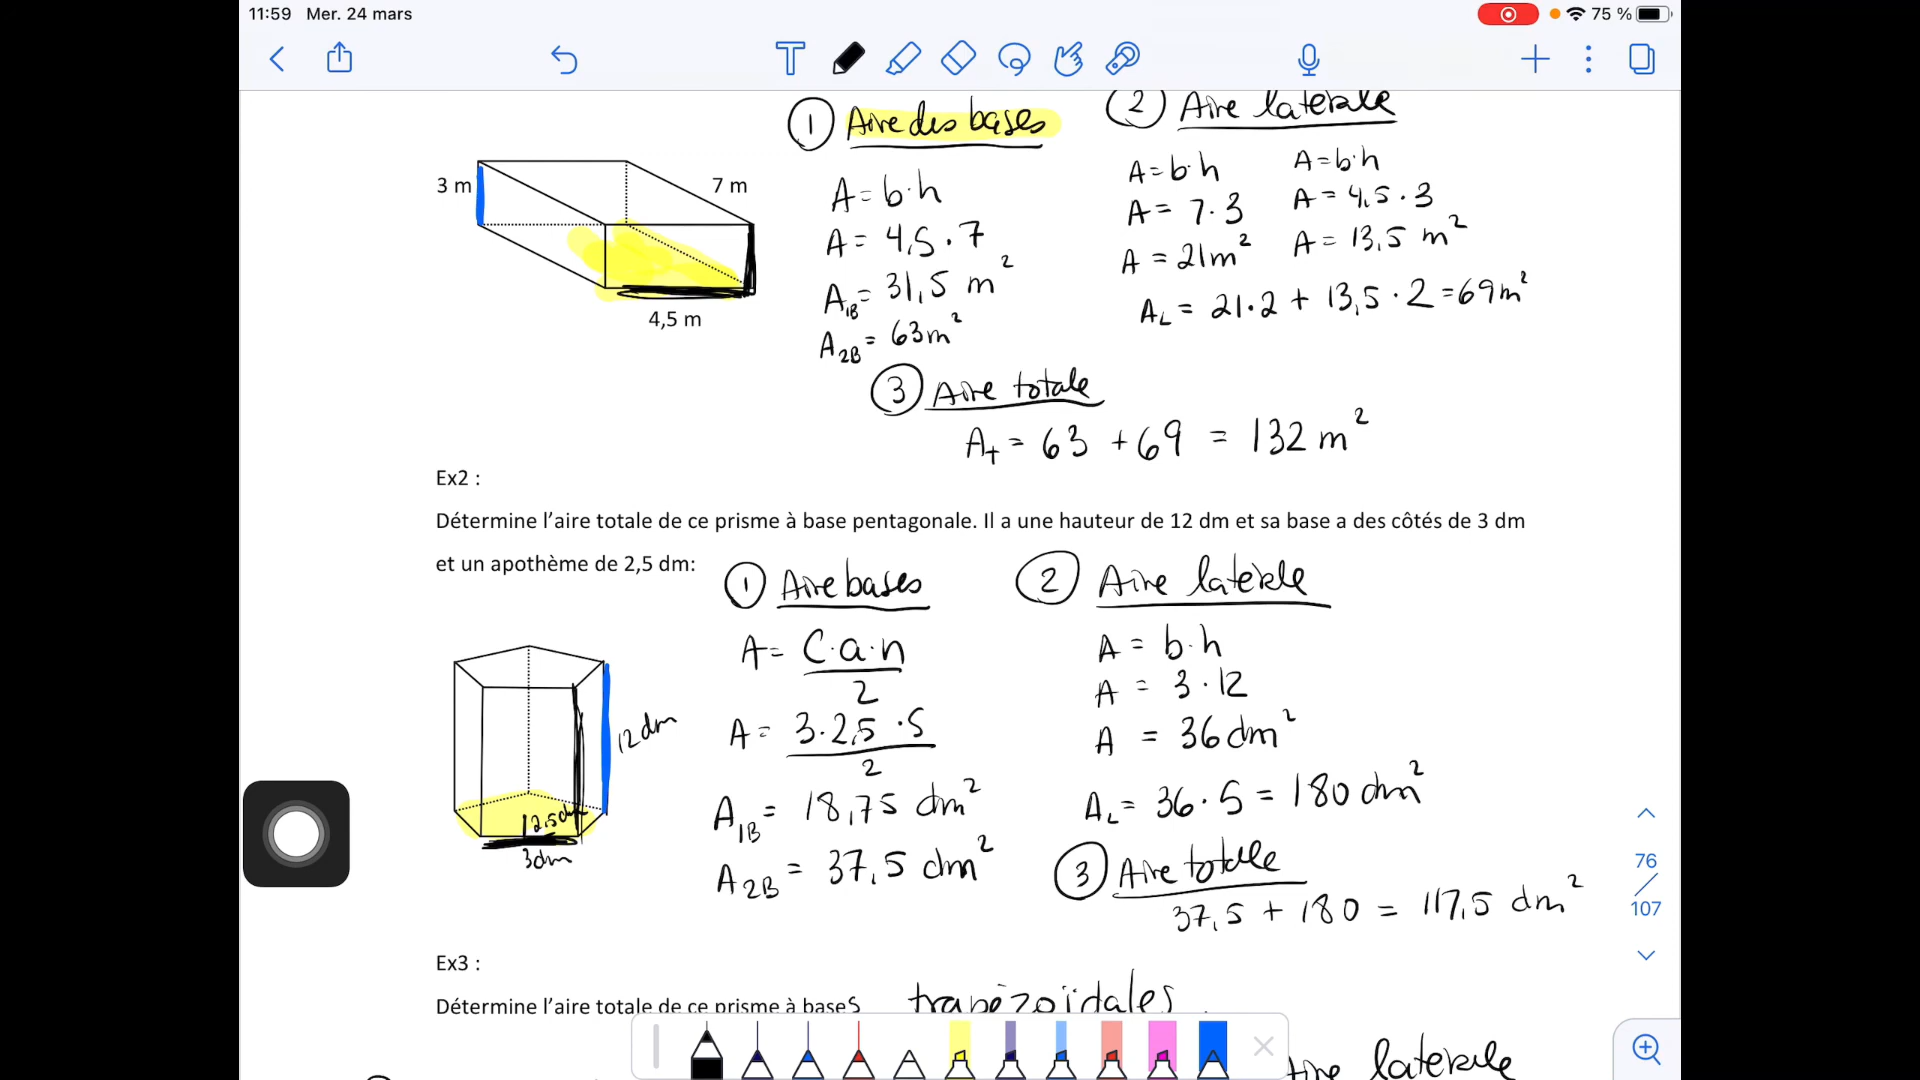 11:59 Mer. 24 mars
75 %
① Aire des bases
A = b·h
A = 4,5 · 7
A1B = 31,5 m²
A2B = 63 m²
② Aire latérale
A = b·h
A = 7·3
A = 21 m²
A = b·h
A = 4,5 · 3
A = 13,5 m²
AL = 21·2 + 13,5 · 2 = 69 m²
3 m
7 m
4,5 m
③ Aire totale
AT = 63 + 69 = 132 m²
Ex2 :
Détermine l’aire totale de ce prisme à base pentagonale. Il a une hauteur de 12 dm et sa base a des côtés de 3 dm
et un apothème de 2,5 dm:
① Aire bases
A = C·a·n / 2
A = 3·2,5 ·5 / 2
A1B = 18,75 dm²
A2B = 37,5 dm²
② Aire latérale
A = b·h
A = 3·12
A = 36 dm²
AL = 36·5 = 180 dm²
③ Aire totale
37,5 + 180 = 117,5 dm²
12 dm
2,5 dm
3 dm
76
107
Ex3 :
Détermine l’aire totale de ce prisme à bases trapézoïdales
Aire latérale